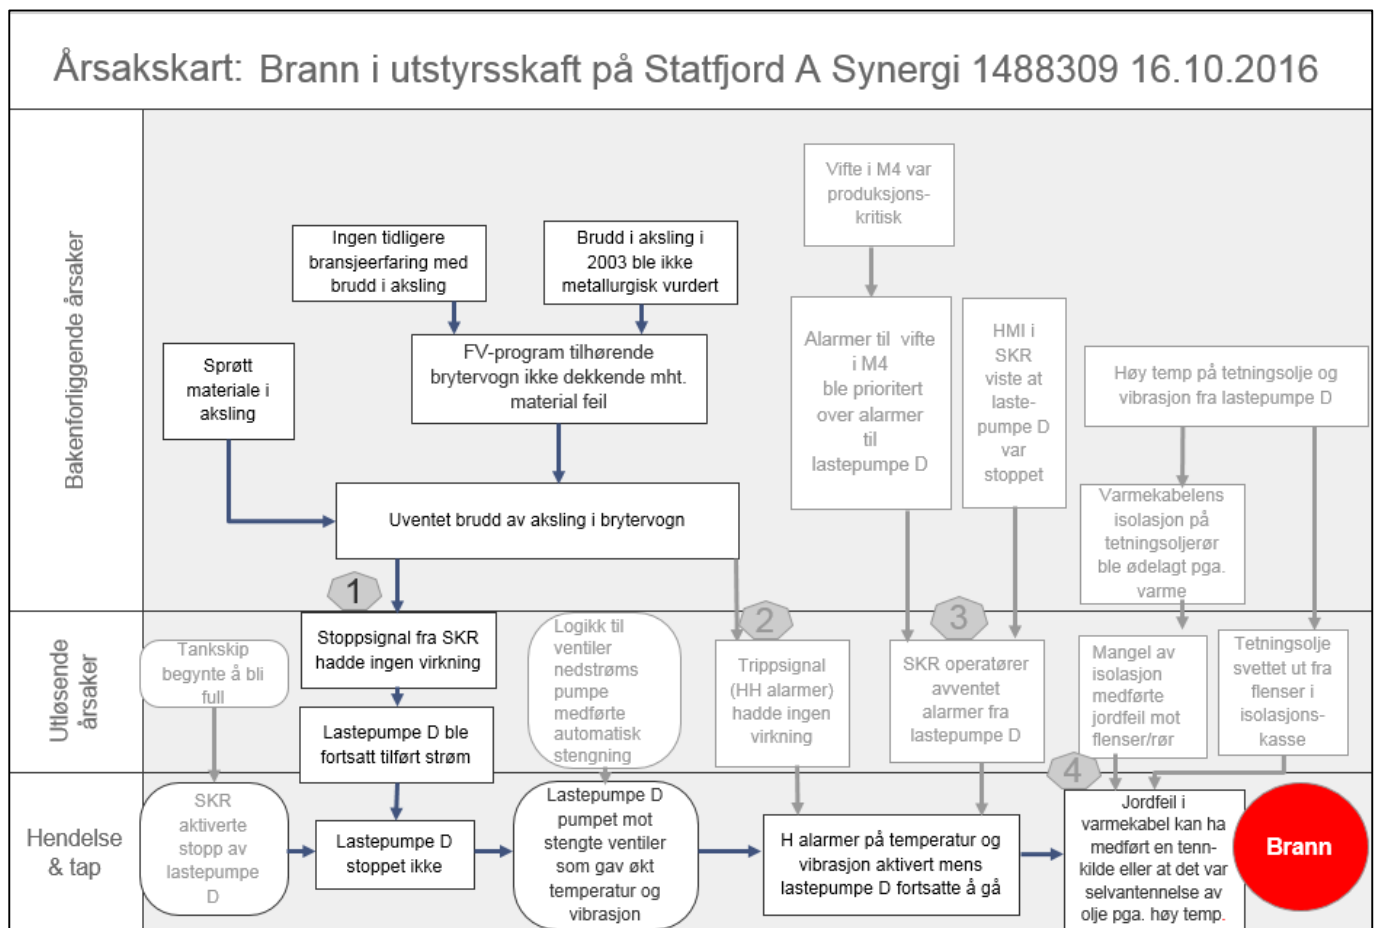 Årsakskart: Brann i utstyrsskaft på Statfjord A Synergi 1488309 16.10.2016
Bakenforliggende årsaker
Vifte i M4 var
produksjons-
kritisk
Ingen tidligere
bransjeerfaring med
brudd i aksling
Brudd i aksling i
2003 ble ikke
metallurgisk vurdert
Sprøtt
materiale i
aksling
FV-program tilhørende
brytervogn ikke dekkende mht.
material feil
Alarmer til vifte
i M4
ble prioritert
over alarmer
til
lastepumpe D
HMI i
SKR
viste at
laste-
pumpe D
var
stoppet
Høy temp på tetningsolje og
vibrasjon fra lastepumpe D
Uventet brudd av aksling i brytervogn
Varmekabelens
isolasjon på
tetningsoljerør
ble ødelagt pga.
varme
Utløsende
årsaker
1
2
3
4
Tankskip
begynte å bli
full
Stoppsignal fra SKR
hadde ingen virkning
Lastepumpe D ble
fortsatt tilført strøm
Logikk til
ventiler
nedstrøms
pumpe
medførte
automatisk
stengning
Trippsignal
(HH alarmer)
hadde ingen
virkning
SKR operatører
avventet
alarmer fra
lastepumpe D
Mangel av
isolasjon
medførte
jordfeil mot
flenser/rør
Tetningsolje
svettet ut fra
flenser i
isolasjons-
kasse
Hendelse
& tap
SKR
aktiverte
stopp av
lastepumpe
D
Lastepumpe D
stoppet ikke
Lastepumpe D
pumpet mot
stengte ventiler
som gav økt
temperatur og
vibrasjon
H alarmer på temperatur og
vibrasjon aktivert mens
lastepumpe D fortsatte å gå
Jordfeil i
varmekabel kan ha
medført en tenn-
kilde eller at det var
selvantennelse av
olje pga. høy temp.
Brann